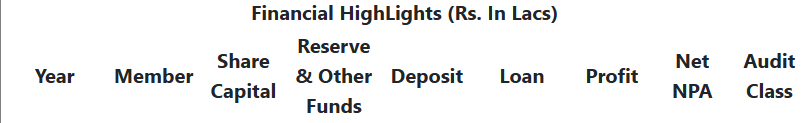 Financial HighLights (Rs. In Lacs)
Year Member Share Capital Reserve & Other Funds Deposit Loan Profit Net NPA Audit Class